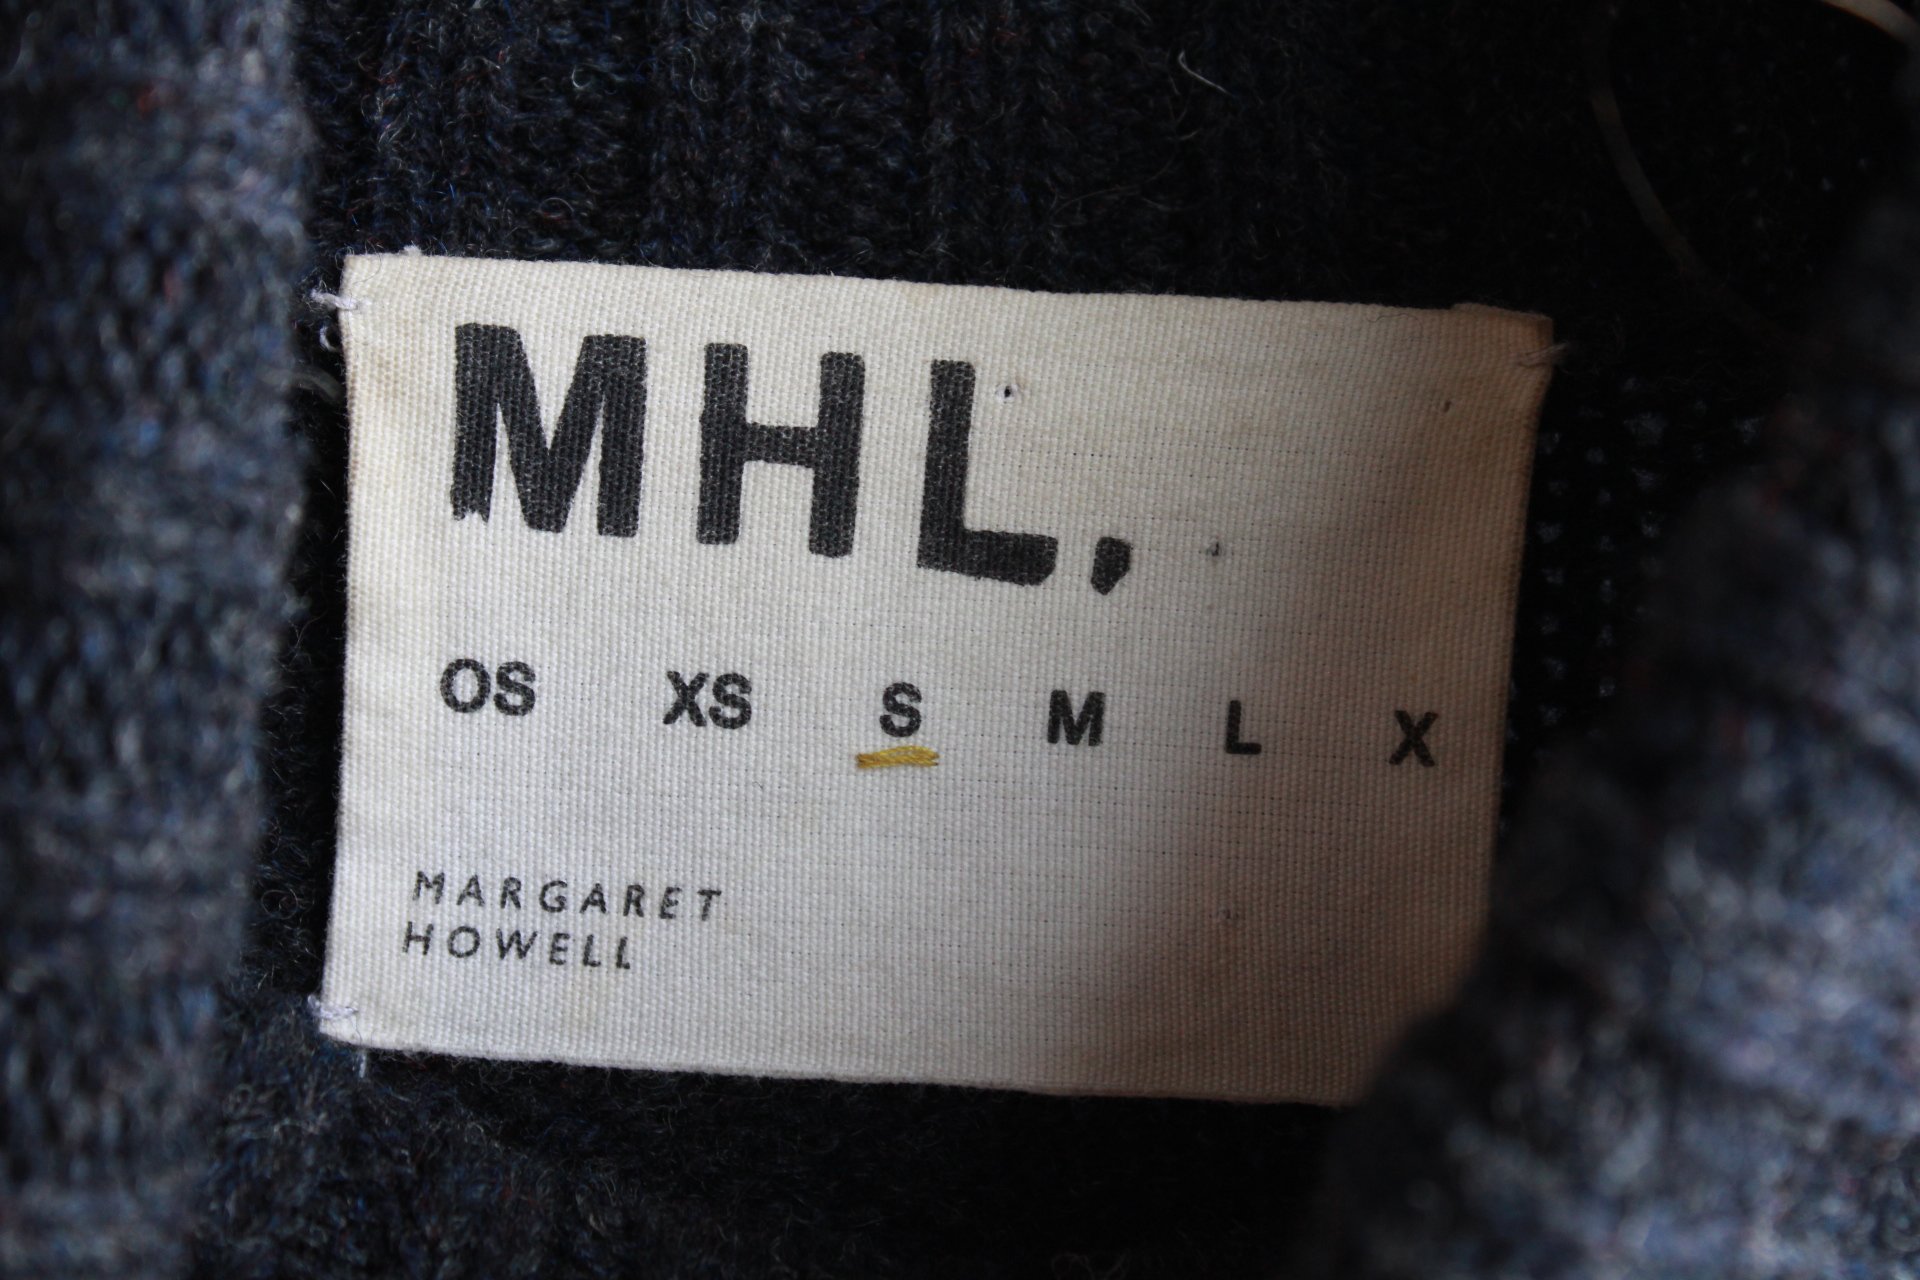 MHL.
OS XS S M L X
MARGARET
HOWELL